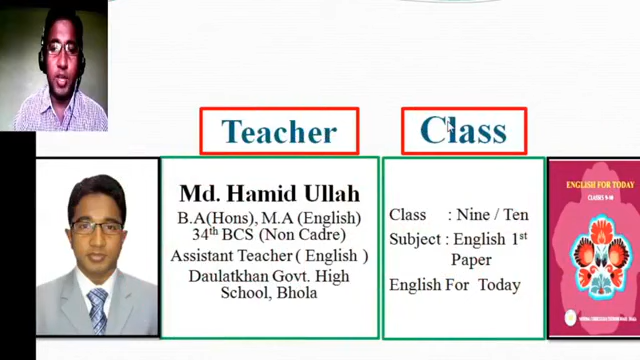 Teacher
Md. Hamid Ullah
B.A(Hons), M.A (English)
34th BCS (Non Cadre)
Assistant Teacher ( English )
Daulatkhan Govt. High
School, Bhola
Class
Class : Nine / Ten
Subject : English 1st
Paper
English For Today
ENGLISH FOR TODAY
CLASSES 9-10